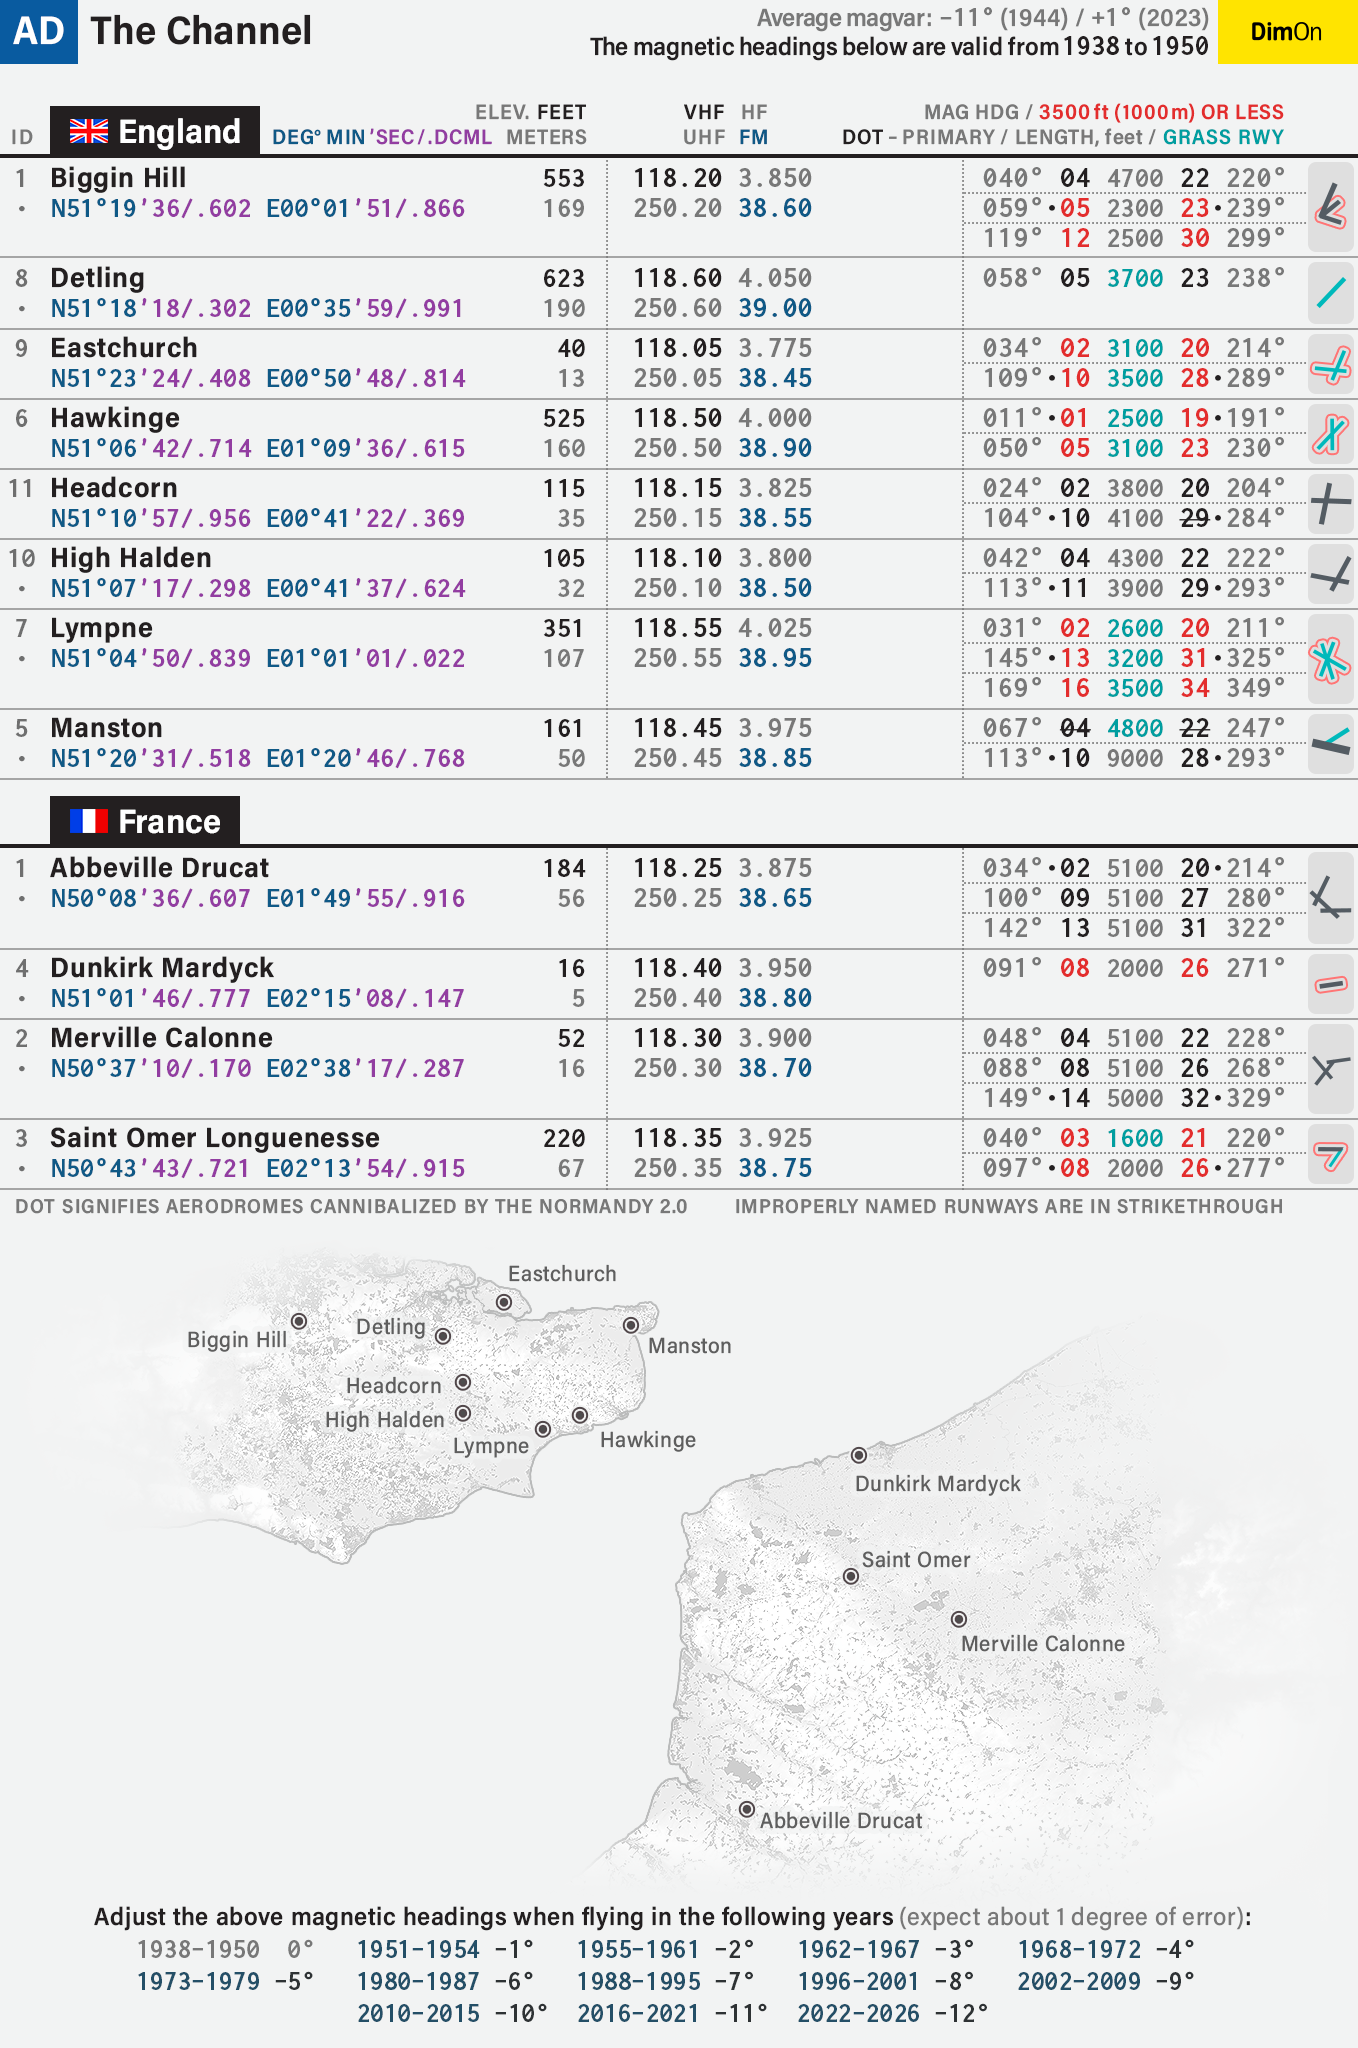 AD The Channel
Average magvar: −11° (1944) / +1° (2023)
The magnetic headings below are valid from 1938 to 1950
DimOn
ELEV. FEET VHF HF MAG HDG / 3500 ft (1000 m) OR LESS
ID England DEG° MIN 'SEC/.DCML METERS UHF FM DOT – PRIMARY / LENGTH, feet / GRASS RWY
1 Biggin Hill 553 118.20 3.850 040° 04 4700 22 220°
• N51°19'36/.602 E00°01'51/.866 169 250.20 38.60 059°•05 2300 23•239°
119° 12 2500 30 299°
8 Detling 623 118.60 4.050 058° 05 3700 23 238°
• N51°18'18/.302 E00°35'59/.991 190 250.60 39.00
9 Eastchurch 40 118.05 3.775 034° 02 3100 20 214°
N51°23'24/.408 E00°50'48/.814 13 250.05 38.45 109°•10 3500 28•289°
6 Hawkinge 525 118.50 4.000 011°•01 2500 19•191°
N51°06'42/.714 E01°09'36/.615 160 250.50 38.90 050° 05 3100 23 230°
11 Headcorn 115 118.15 3.825 024° 02 3800 20 204°
N51°10'57/.956 E00°41'22/.369 35 250.15 38.55 104°•10 4100 29•284°
10 High Halden 105 118.10 3.800 042° 04 4300 22 222°
• N51°07'17/.298 E00°41'37/.624 32 250.10 38.50 113°•11 3900 29•293°
7 Lympne 351 118.55 4.025 031° 02 2600 20 211°
• N51°04'50/.839 E01°01'01/.022 107 250.55 38.95 145°•13 3200 31•325°
169° 16 3500 34 349°
5 Manston 161 118.45 3.975 067° 04 4800 22 247°
• N51°20'31/.518 E01°20'46/.768 50 250.45 38.85 113°•10 9000 28•293°
France
1 Abbeville Drucat 184 118.25 3.875 034°•02 5100 20•214°
• N50°08'36/.607 E01°49'55/.916 56 250.25 38.65 100° 09 5100 27 280°
142° 13 5100 31 322°
4 Dunkirk Mardyck 16 118.40 3.950 091° 08 2000 26 271°
• N51°01'46/.777 E02°15'08/.147 5 250.40 38.80
2 Merville Calonne 52 118.30 3.900 048° 04 5100 22 228°
• N50°37'10/.170 E02°38'17/.287 16 250.30 38.70 088° 08 5100 26 268°
149°•14 5000 32•329°
3 Saint Omer Longuenesse 220 118.35 3.925 040° 03 1600 21 220°
• N50°43'43/.721 E02°13'54/.915 67 250.35 38.75 097°•08 2000 26•277°
DOT SIGNIFIES AERODROMES CANNIBALIZED BY THE NORMANDY 2.0 IMPROPERLY NAMED RUNWAYS ARE IN STRIKETHROUGH
Eastchurch
Biggin Hill
Detling
Manston
Headcorn
High Halden
Lympne
Hawkinge
Dunkirk Mardyck
Saint Omer
Merville Calonne
Abbeville Drucat
Adjust the above magnetic headings when flying in the following years (expect about 1 degree of error):
1938–1950 0° 1951–1954 −1° 1955–1961 −2° 1962–1967 −3° 1968–1972 −4°
1973–1979 −5° 1980–1987 −6° 1988–1995 −7° 1996–2001 −8° 2002–2009 −9°
2010–2015 −10° 2016–2021 −11° 2022–2026 −12°